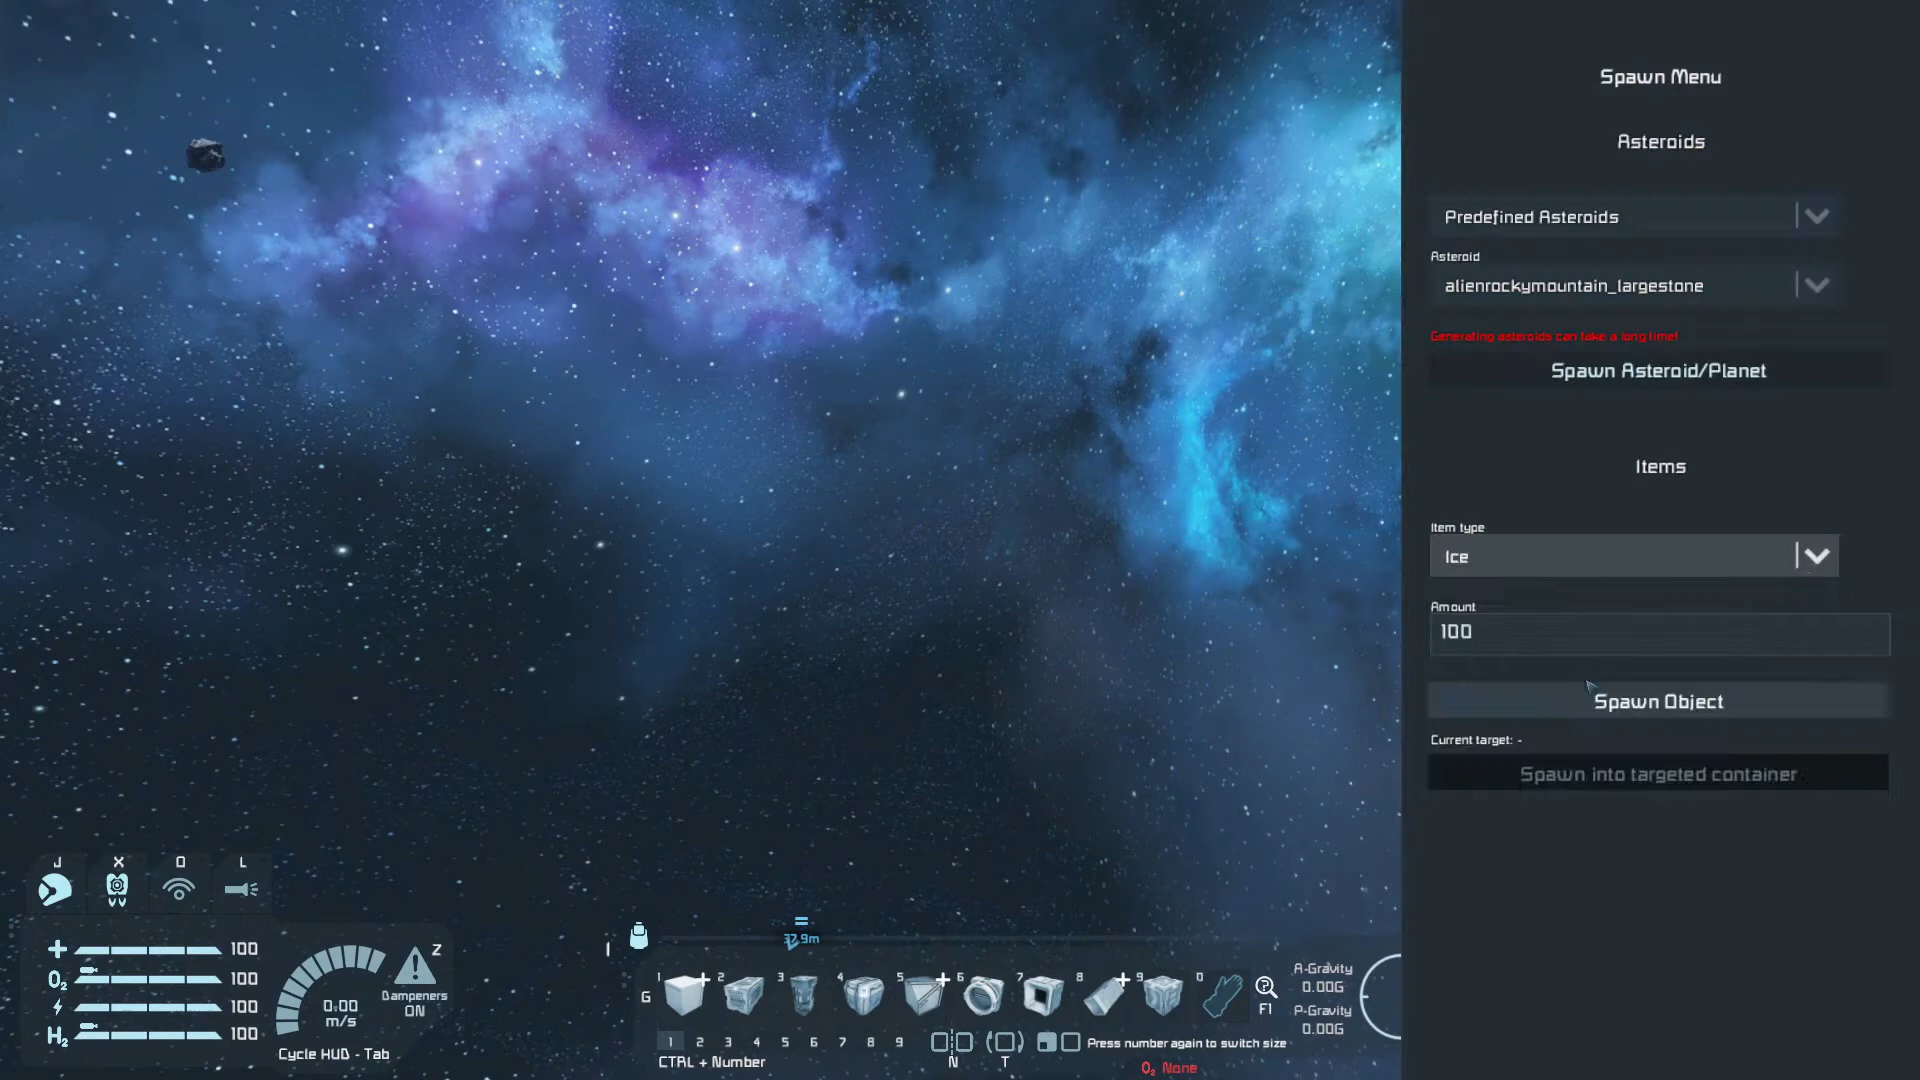 Spawn Menu
Asteroids
Predefined Asteroids
Asteroid
alienrockymountain_largestone
Generating asteroids can take a long time!
Spawn Asteroid/Planet
Items
Item type
Ice
Amount
100
Spawn Object
Current target: -
Spawn into targeted container
J X O L
100
O2 100
100
H2 100
0.00
m/s
Z
Dampeners
ON
Cycle HUD - Tab
37.9m
G 1 2 3 4 5 6 7 8 9 0
F1
1 2 3 4 5 6 7 8 9
CTRL + Number
N T
Press number again to switch size
O2 None
A-Gravity
0.00G
P-Gravity
0.00G